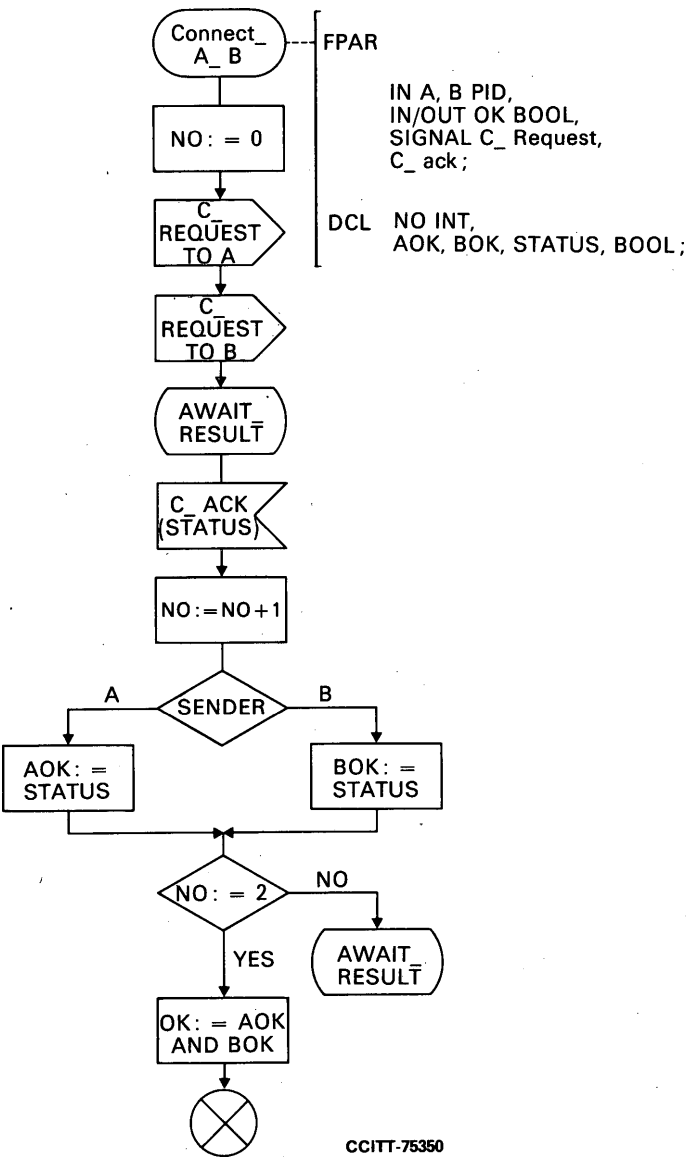 Connect_
A_ B
FPAR
IN A, B PID,
IN/OUT OK BOOL,
SIGNAL C_ Request,
C_ ack ;
DCL NO INT,
AOK, BOK, STATUS, BOOL ;
NO : = 0
C_
REQUEST
TO A
C_
REQUEST
TO B
AWAIT_
RESULT
C_ ACK
(STATUS)
NO : = NO + 1
A
SENDER
B
AOK : =
STATUS
BOK : =
STATUS
NO : = 2
NO
YES
AWAIT_
RESULT
OK : = AOK
AND BOK
CCITT-75350